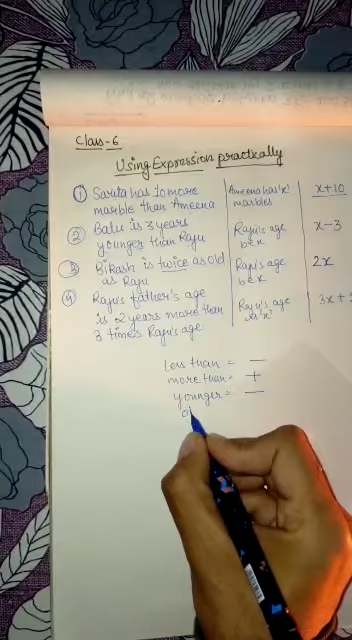 Class-6
Using Expression practically
① Sarita has 10 more marble than Ameena
Ameena has 'x' marbles
x+10
② Balu is 3 years younger than Raju
Raju's age be x
x-3
③ Bikash is twice as old as Raju
Raju's age be x
2x
④ Raju's father's age is 2 years more than 3 times Raju's age
Raju's age is 'x'
3x+
Less than = −
more than = +
younger = −